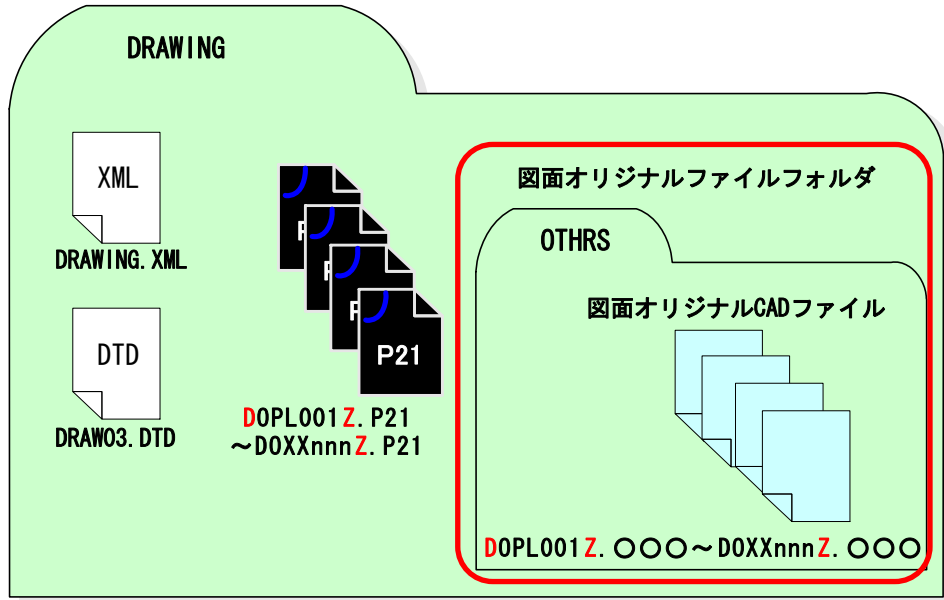 DRAWING
XML
DRAWING.XML
DTD
DRAW03.DTD
P
P
P
P21
D0PL001Z.P21
～D0XXnnnZ.P21
図面オリジナルファイルフォルダ
OTHRS
図面オリジナルCADファイル
D0PL001Z.○○○～D0XXnnnZ.○○○